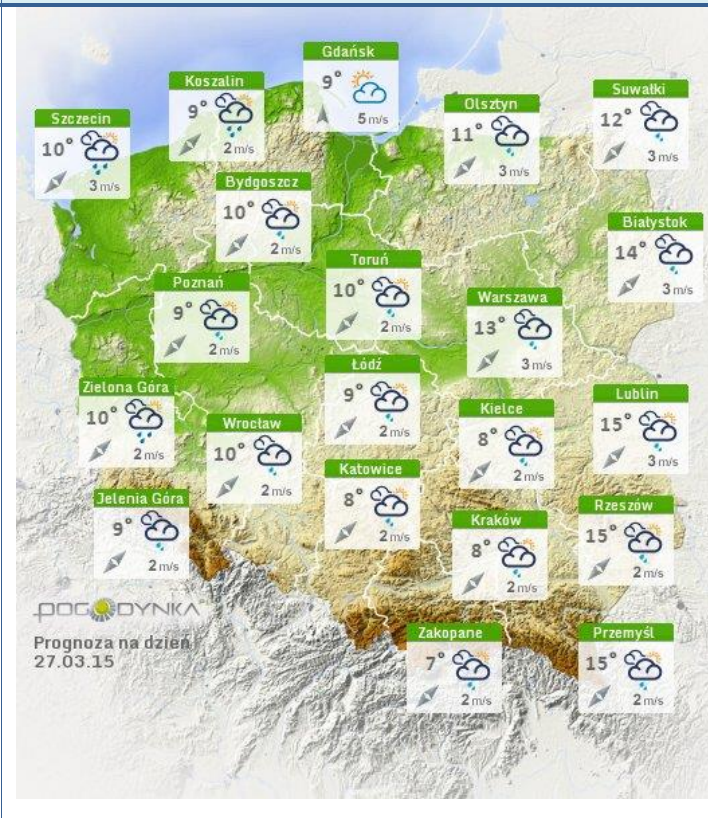 Gdańsk
9°
5 m/s
Koszalin
9°
2 m/s
Suwałki
12°
3 m/s
Olsztyn
11°
3 m/s
Szczecin
10°
3 m/s
Bydgoszcz
10°
2 m/s
Białystok
14°
3 m/s
Toruń
10°
2 m/s
Poznań
9°
2 m/s
Warszawa
13°
3 m/s
Łódź
9°
2 m/s
Zielona Góra
10°
2 m/s
Lublin
15°
3 m/s
Kielce
8°
2 m/s
Wrocław
10°
2 m/s
Katowice
8°
2 m/s
Jelenia Góra
9°
2 m/s
Rzeszów
15°
2 m/s
Kraków
8°
2 m/s
POGODYNKA
Prognoza na dzień
27.03.15
Zakopane
7°
2 m/s
Przemyśl
15°
2 m/s